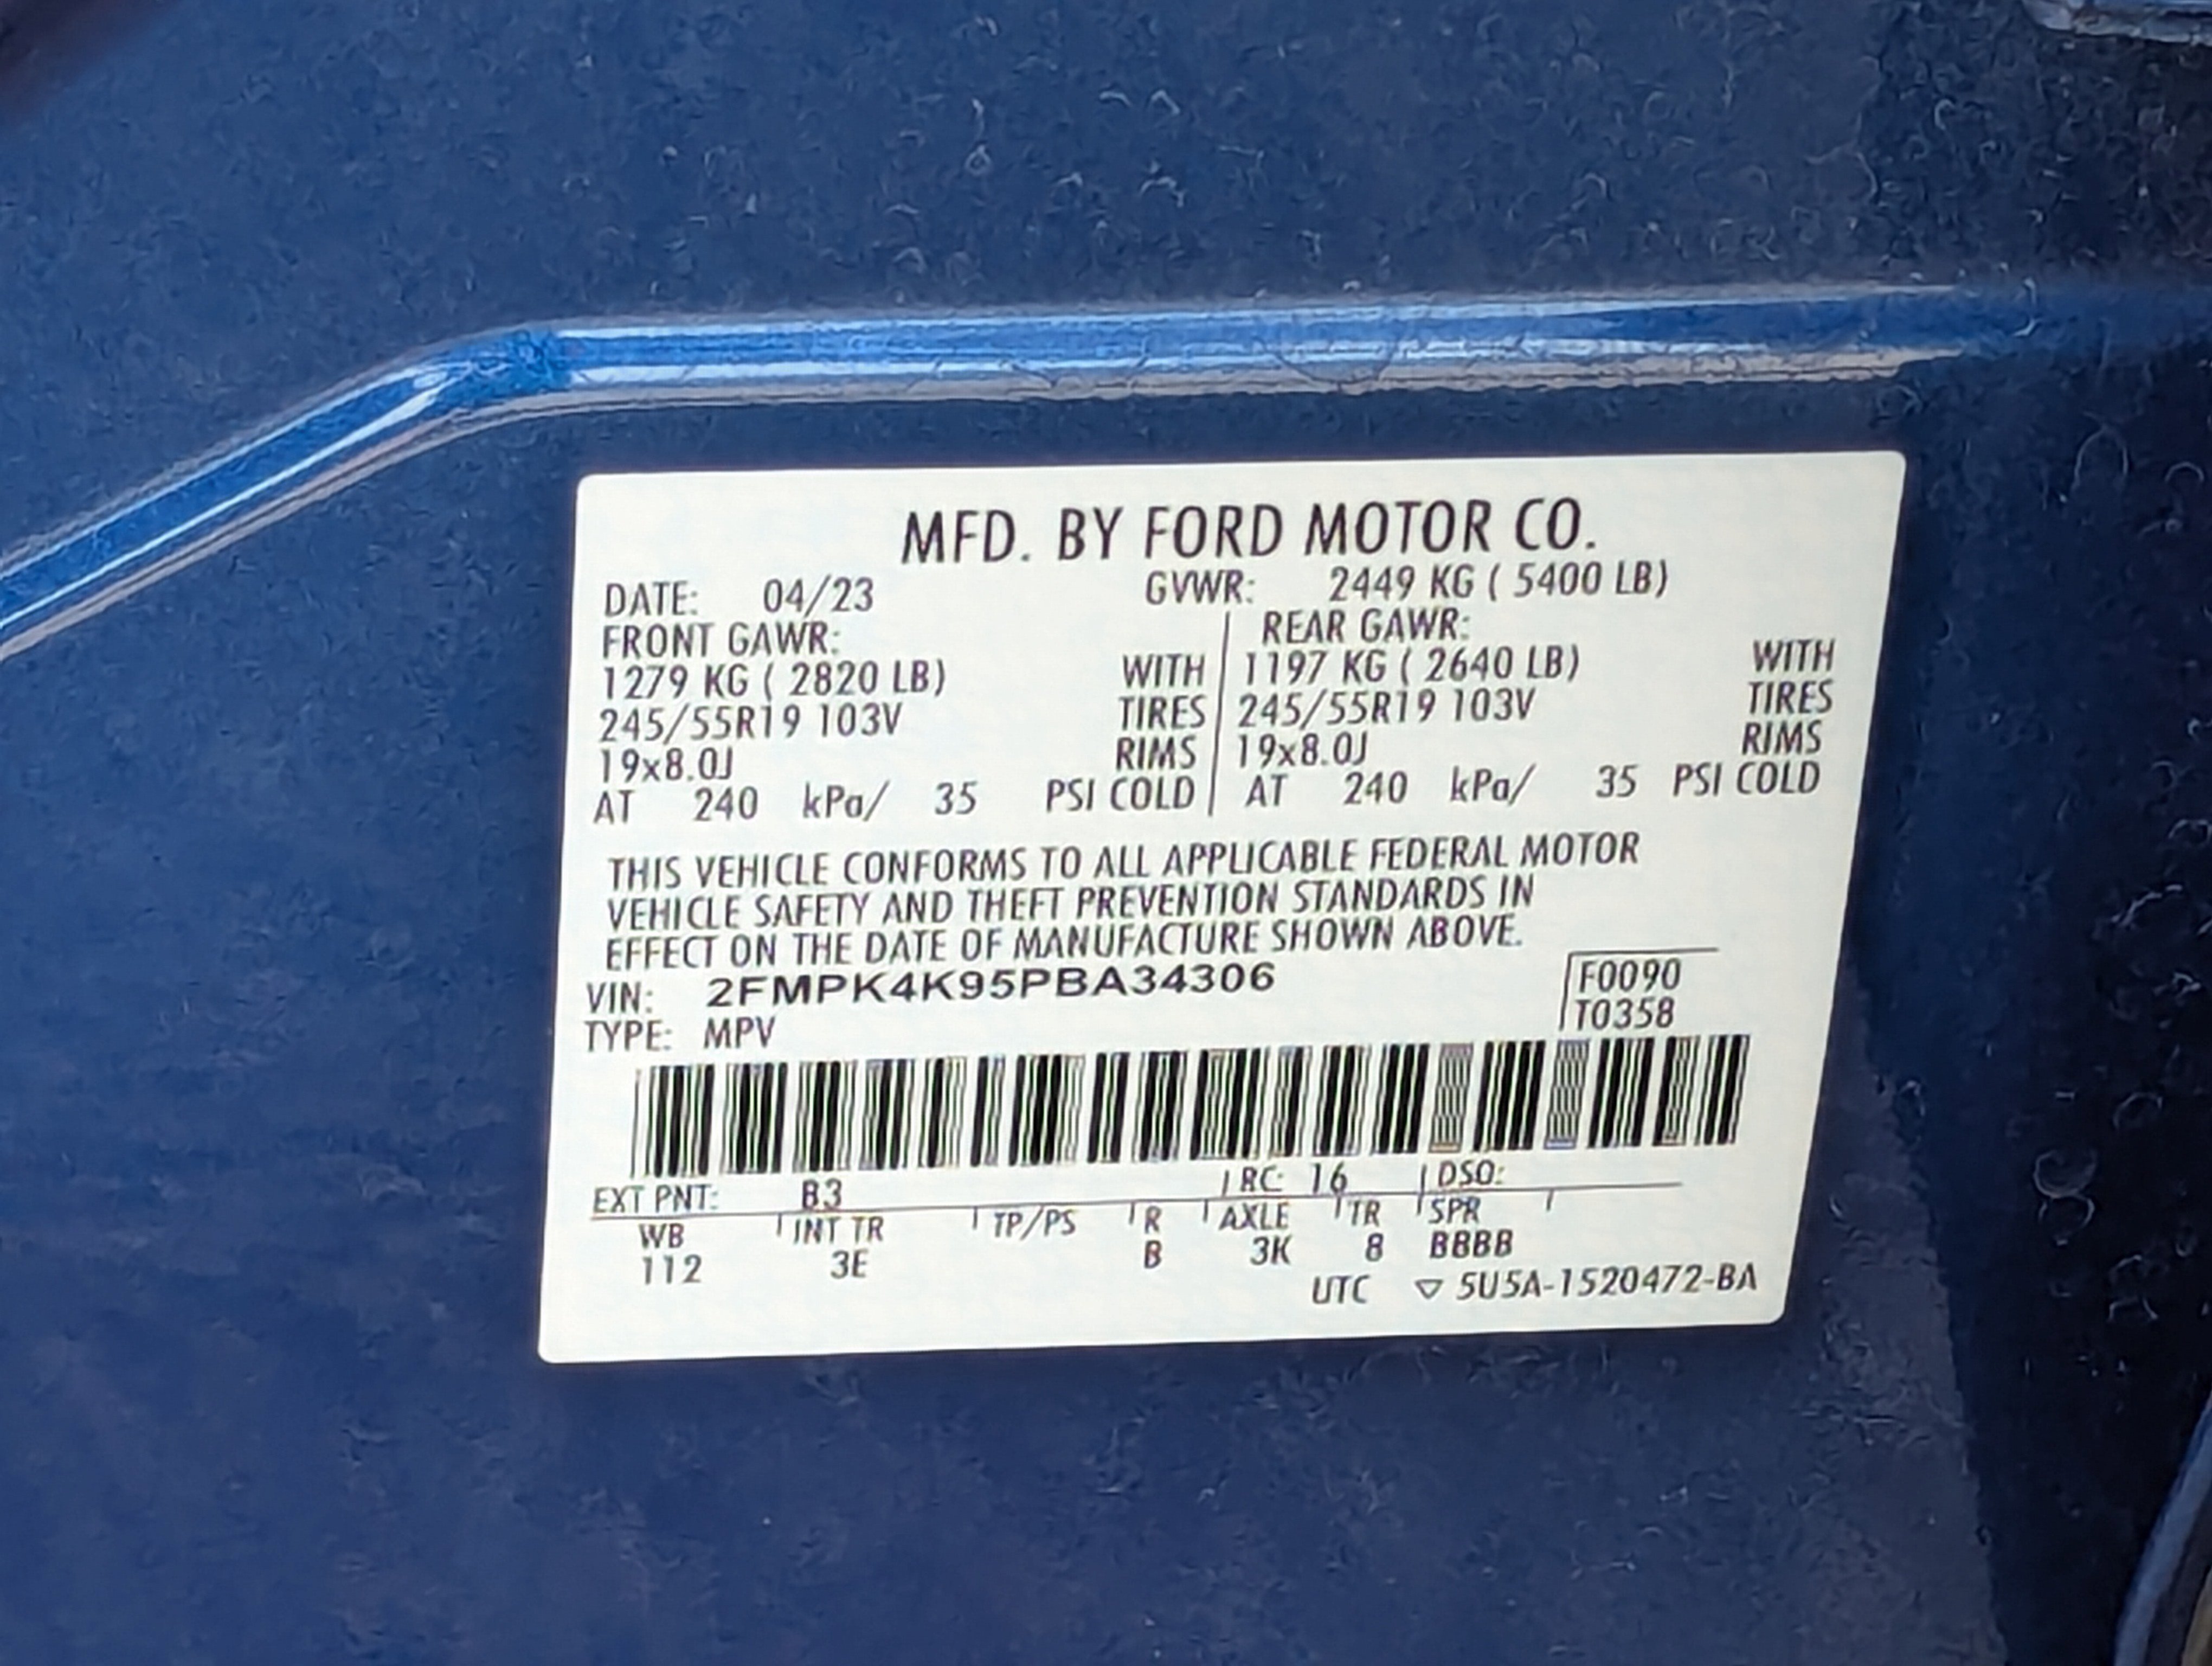 MFD. BY FORD MOTOR CO.
DATE: 04/23 GVWR: 2449 KG ( 5400 LB)
FRONT GAWR: REAR GAWR:
1279 KG ( 2820 LB) WITH 1197 KG ( 2640 LB) WITH
245/55R19 103V TIRES 245/55R19 103V TIRES
19x8.0J RIMS 19x8.0J RIMS
AT 240 kPa/ 35 PSI COLD AT 240 kPa/ 35 PSI COLD
THIS VEHICLE CONFORMS TO ALL APPLICABLE FEDERAL MOTOR
VEHICLE SAFETY AND THEFT PREVENTION STANDARDS IN
EFFECT ON THE DATE OF MANUFACTURE SHOWN ABOVE.
VIN: 2FMPK4K95PBA34306 F0090
TYPE: MPV T0358
EXT PNT: B3 RC: 16 DSO:
WB INT TR TP/PS R AXLE TR SPR
112 3E B 3K 8 BBBB
UTC ▽ 5U5A-1520472-BA